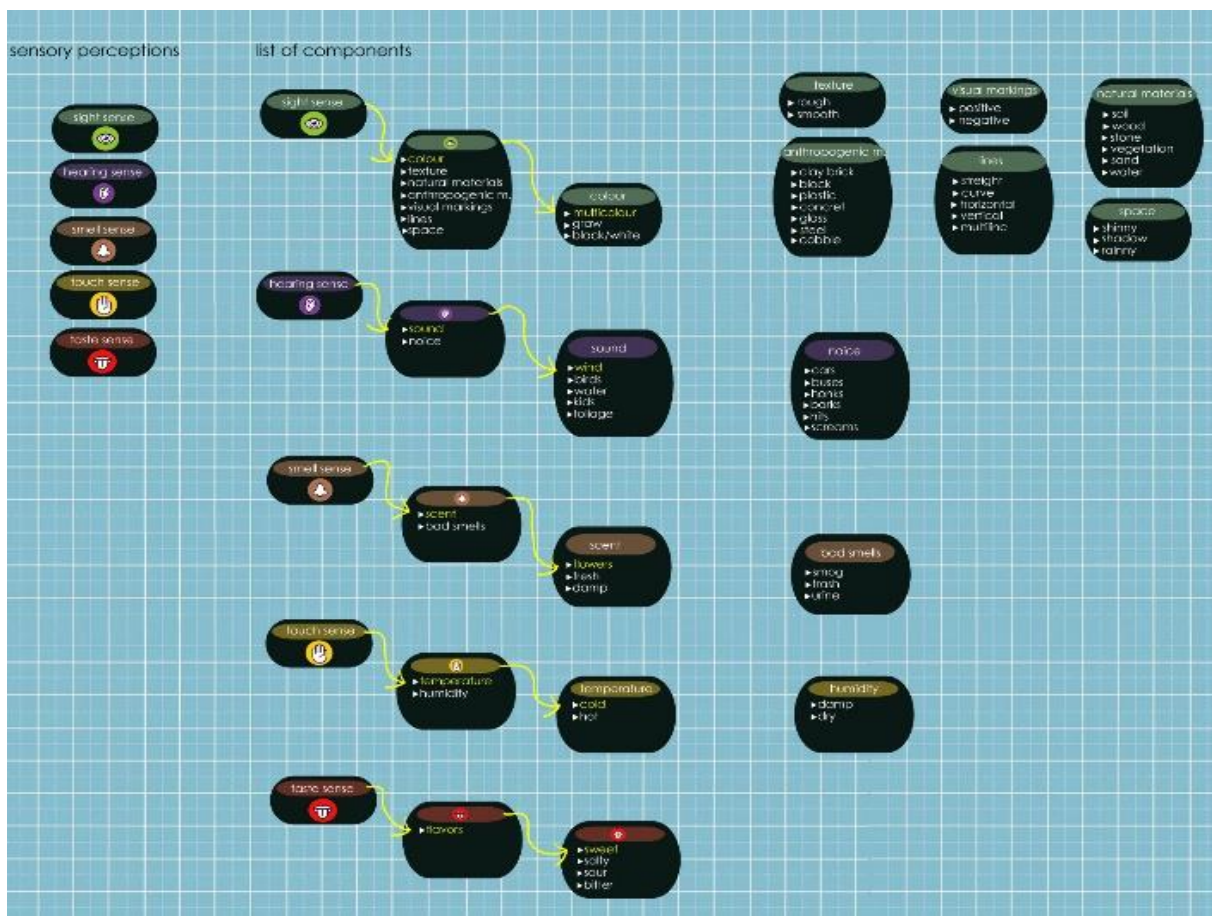 sensory perceptions
list of components
sight sense
hearing sense
smell sense
touch sense
taste sense
sight sense
colour
texture
natural materials
anthropogenic m.
visual markings
lines
space
colour
multicolour
graw
black/white
texture
rough
smooth
anthropogenic m.
clay brick
block
plastic
concret
glass
steel
cobble
visual markings
positive
negative
lines
streight
curve
horizontal
vertical
multiline
natural materials
soil
wood
stone
vegetation
sand
water
space
shinny
shadow
rainny
hearing sense
sound
noice
sound
wind
birds
water
kids
foliage
noice
cars
buses
honks
barks
hits
screams
smell sense
scent
bad smells
scent
flowers
fresh
damp
bad smells
smog
trash
urine
touch sense
temperature
humidity
temperature
cold
hot
humidity
damp
dry
taste sense
flavors
sweet
salty
sour
bitter